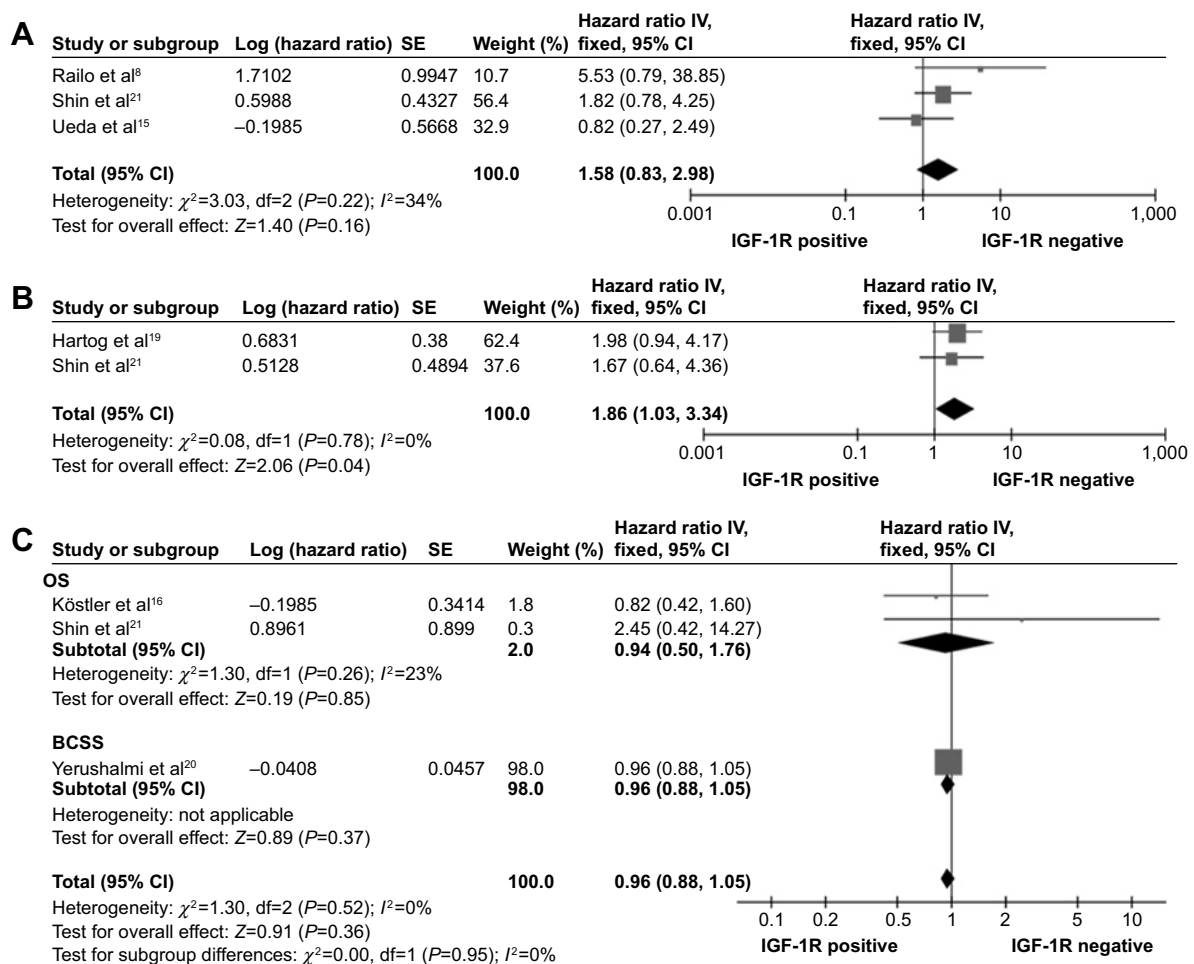 A
Study or subgroup Log (hazard ratio) SE Weight (%) Hazard ratio IV, fixed, 95% CI Hazard ratio IV, fixed, 95% CI
Railo et al8 1.7102 0.9947 10.7 5.53 (0.79, 38.85)
Shin et al21 0.5988 0.4327 56.4 1.82 (0.78, 4.25)
Ueda et al15 –0.1985 0.5668 32.9 0.82 (0.27, 2.49)
Total (95% CI) 100.0 1.58 (0.83, 2.98)
Heterogeneity: χ2=3.03, df=2 (P=0.22); I2=34%
Test for overall effect: Z=1.40 (P=0.16)
0.001 0.1 1 10 1,000
IGF-1R positive IGF-1R negative
B
Study or subgroup Log (hazard ratio) SE Weight (%) Hazard ratio IV, fixed, 95% CI Hazard ratio IV, fixed, 95% CI
Hartog et al19 0.6831 0.38 62.4 1.98 (0.94, 4.17)
Shin et al21 0.5128 0.4894 37.6 1.67 (0.64, 4.36)
Total (95% CI) 100.0 1.86 (1.03, 3.34)
Heterogeneity: χ2=0.08, df=1 (P=0.78); I2=0%
Test for overall effect: Z=2.06 (P=0.04)
0.001 0.1 1 10 1,000
IGF-1R positive IGF-1R negative
C
Study or subgroup Log (hazard ratio) SE Weight (%) Hazard ratio IV, fixed, 95% CI Hazard ratio IV, fixed, 95% CI
OS
Köstler et al16 –0.1985 0.3414 1.8 0.82 (0.42, 1.60)
Shin et al21 0.8961 0.899 0.3 2.45 (0.42, 14.27)
Subtotal (95% CI) 2.0 0.94 (0.50, 1.76)
Heterogeneity: χ2=1.30, df=1 (P=0.26); I2=23%
Test for overall effect: Z=0.19 (P=0.85)
BCSS
Yerushalmi et al20 –0.0408 0.0457 98.0 0.96 (0.88, 1.05)
Subtotal (95% CI) 98.0 0.96 (0.88, 1.05)
Heterogeneity: not applicable
Test for overall effect: Z=0.89 (P=0.37)
Total (95% CI) 100.0 0.96 (0.88, 1.05)
Heterogeneity: χ2=1.30, df=2 (P=0.52); I2=0%
Test for overall effect: Z=0.91 (P=0.36)
Test for subgroup differences: χ2=0.00, df=1 (P=0.95); I2=0%
0.1 0.2 0.5 1 2 5 10
IGF-1R positive IGF-1R negative